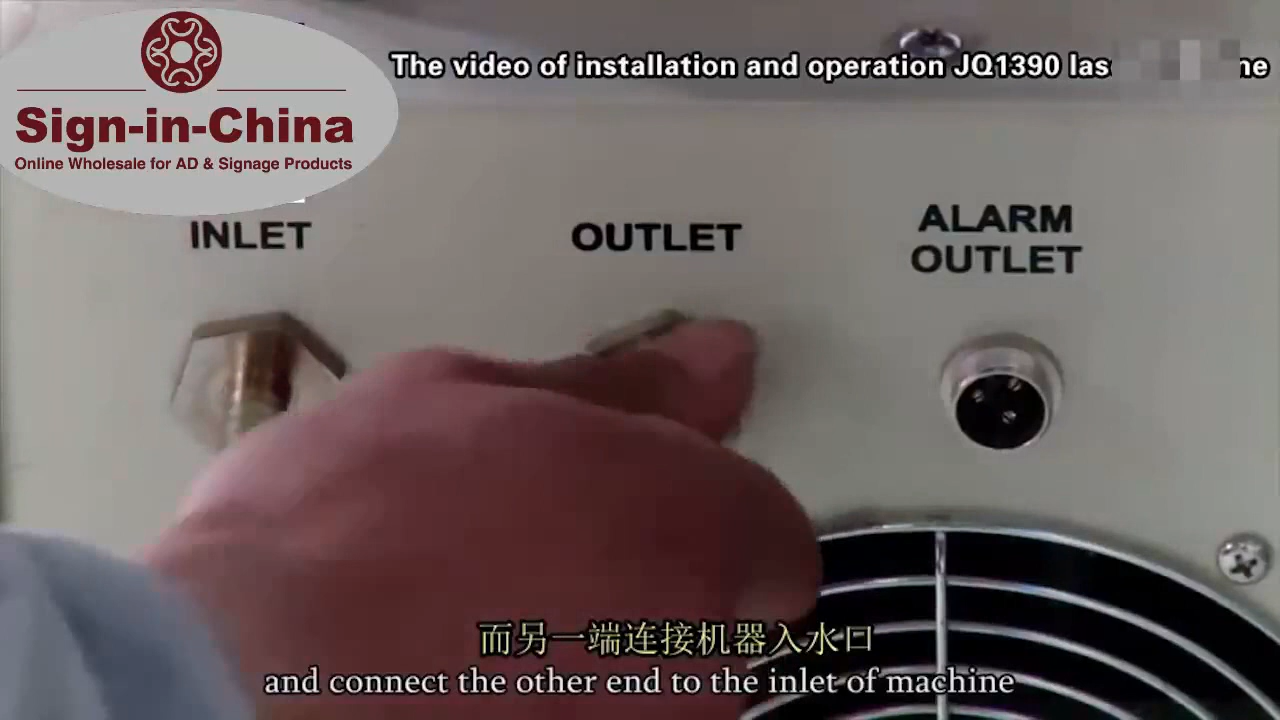 Sign-in-China
Online Wholesale for AD & Signage Products
The video of installation and operation JQ1390
INLET
OUTLET
ALARM
OUTLET
而另一端连接机器入水口
and connect the other end to the inlet of machine